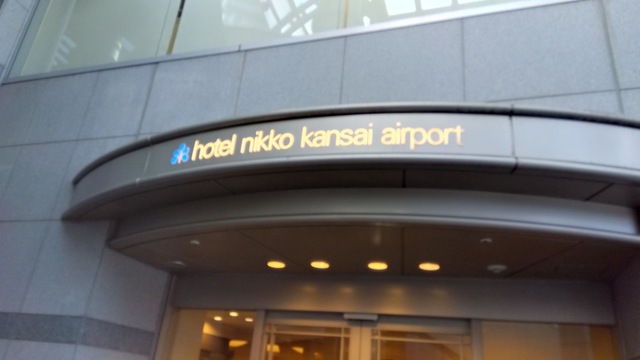 hotel nikko kansai airport